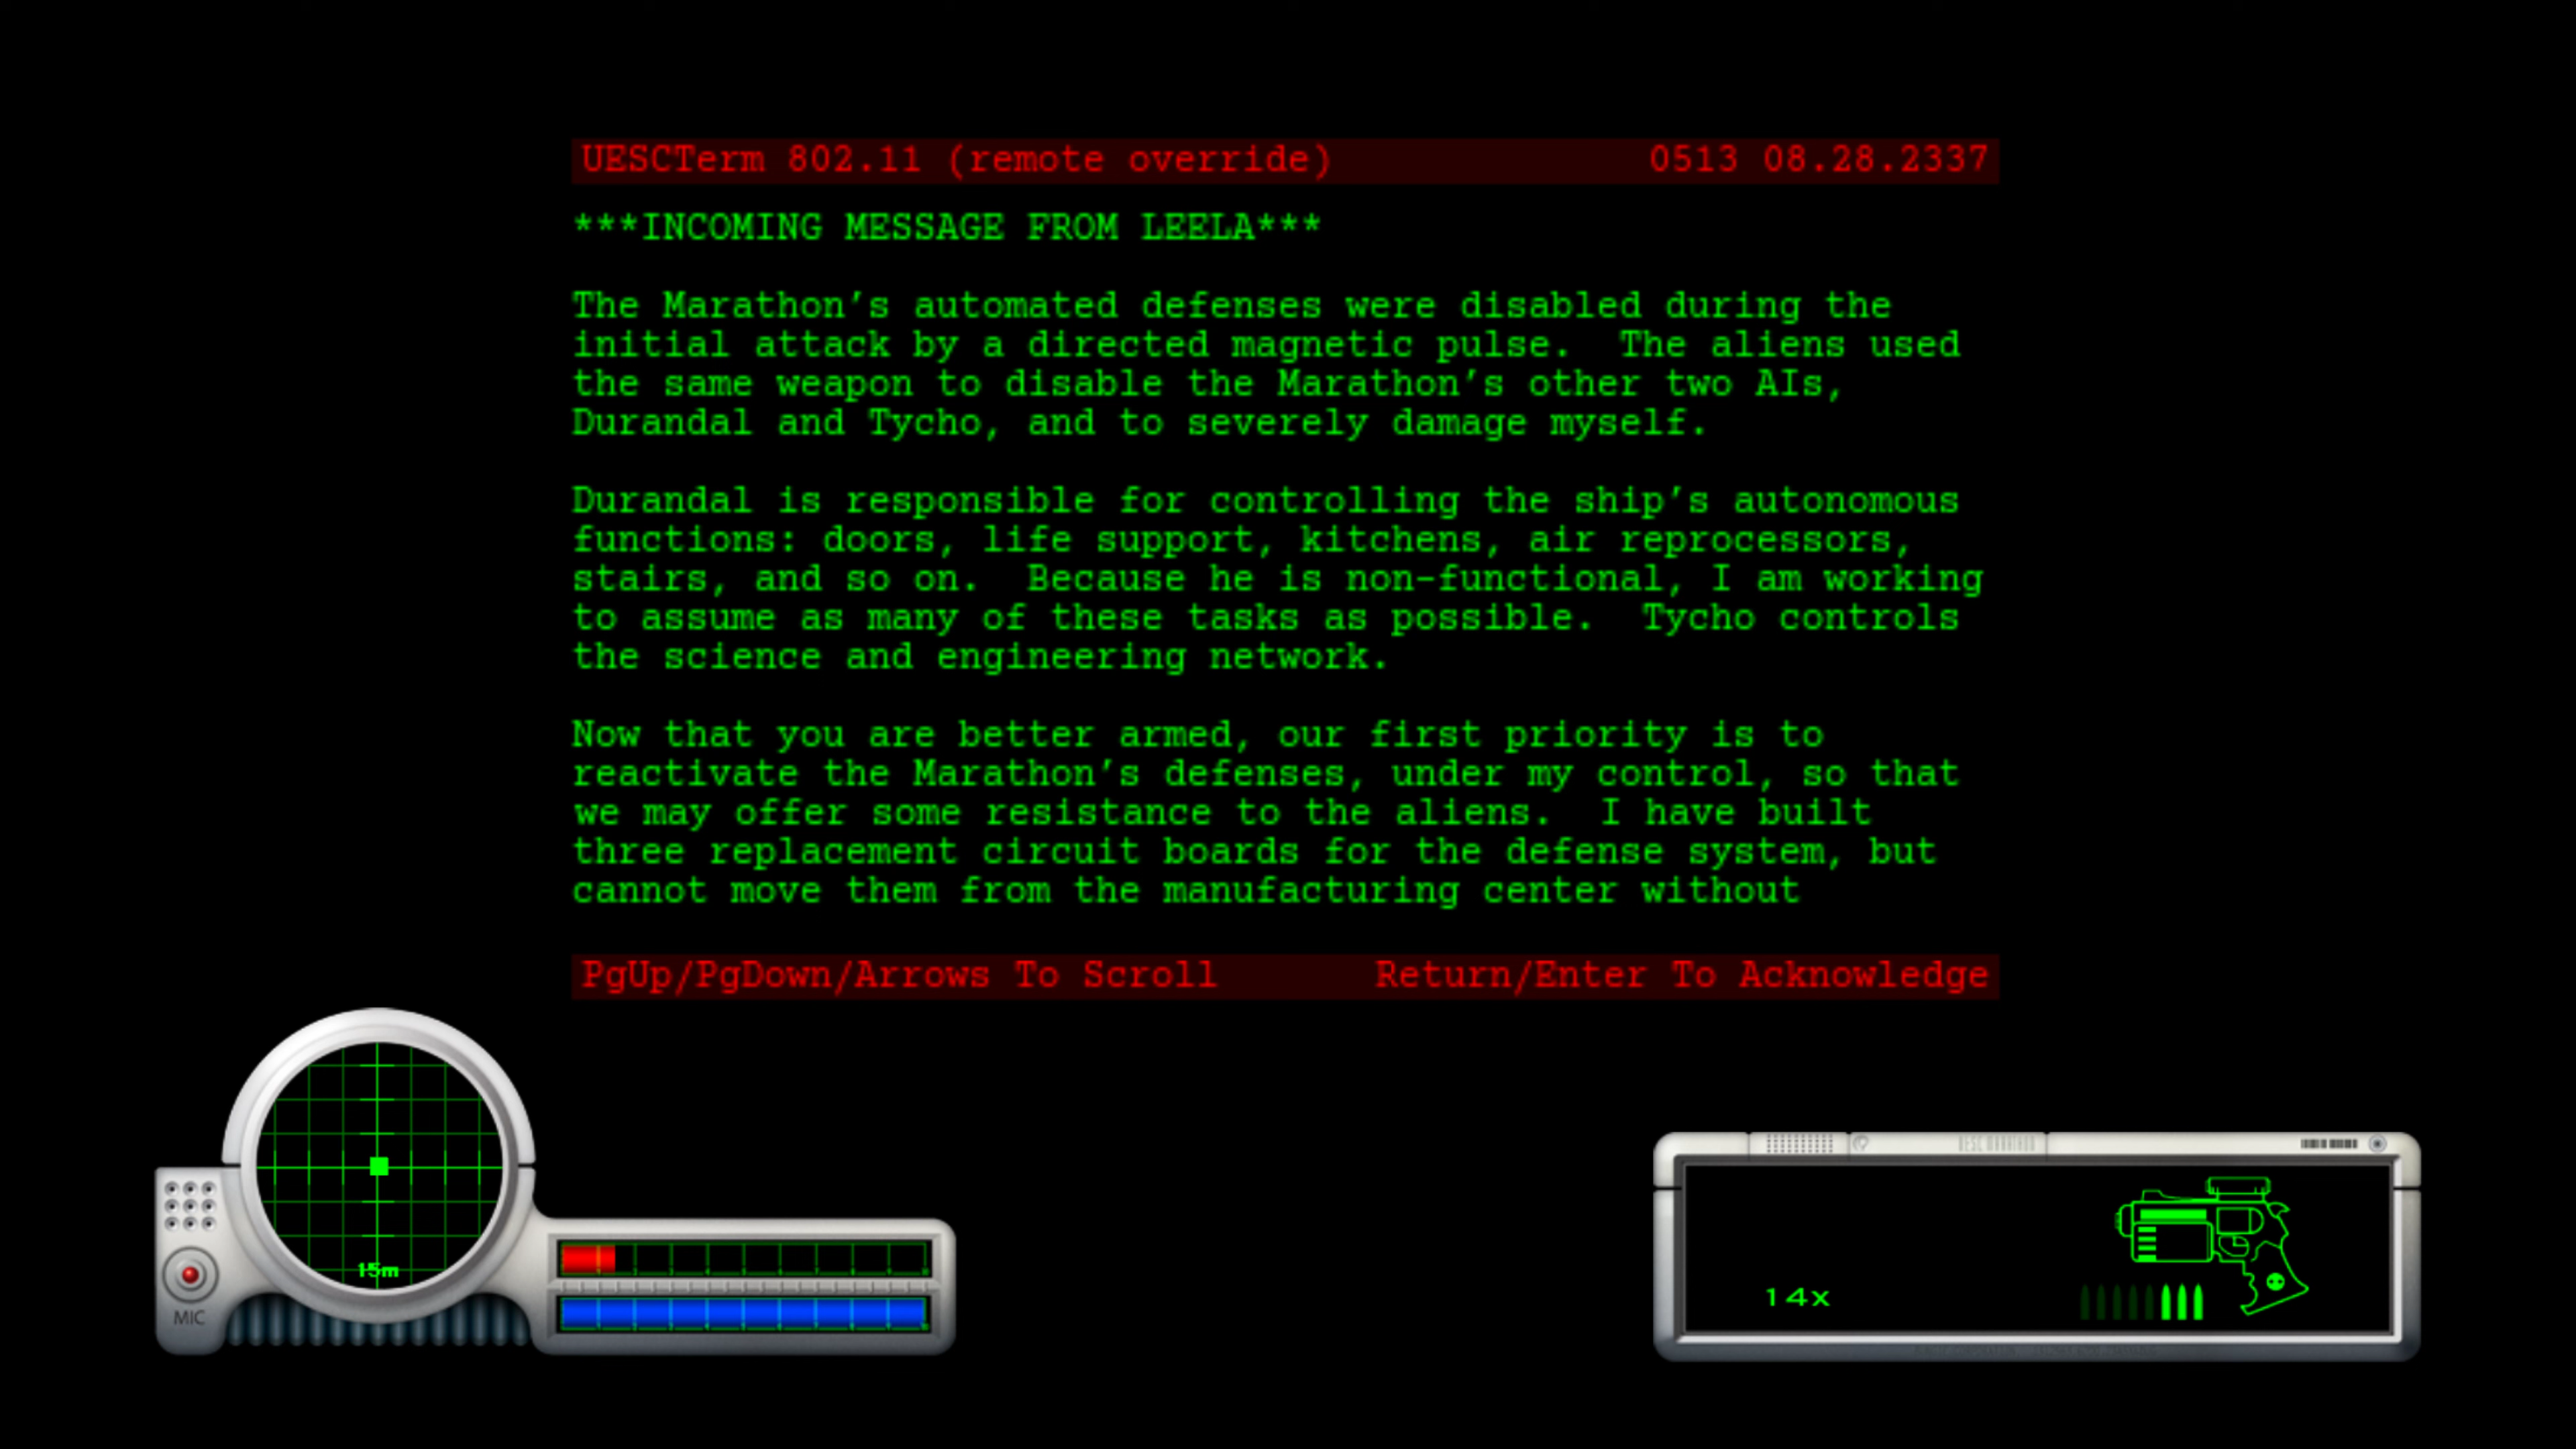 UESCTerm 802.11 (remote override) 0513 08.28.2337
***INCOMING MESSAGE FROM LEELA***
The Marathon's automated defenses were disabled during the
initial attack by a directed magnetic pulse.  The aliens used
the same weapon to disable the Marathon's other two AIs,
Durandal and Tycho, and to severely damage myself.
Durandal is responsible for controlling the ship's autonomous
functions: doors, life support, kitchens, air reprocessors,
stairs, and so on.  Because he is non-functional, I am working
to assume as many of these tasks as possible.  Tycho controls
the science and engineering network.
Now that you are better armed, our first priority is to
reactivate the Marathon's defenses, under my control, so that
we may offer some resistance to the aliens.  I have built
three replacement circuit boards for the defense system, but
cannot move them from the manufacturing center without
PgUp/PgDown/Arrows To Scroll Return/Enter To Acknowledge
15m
MIC
UESC MARATHON
14x